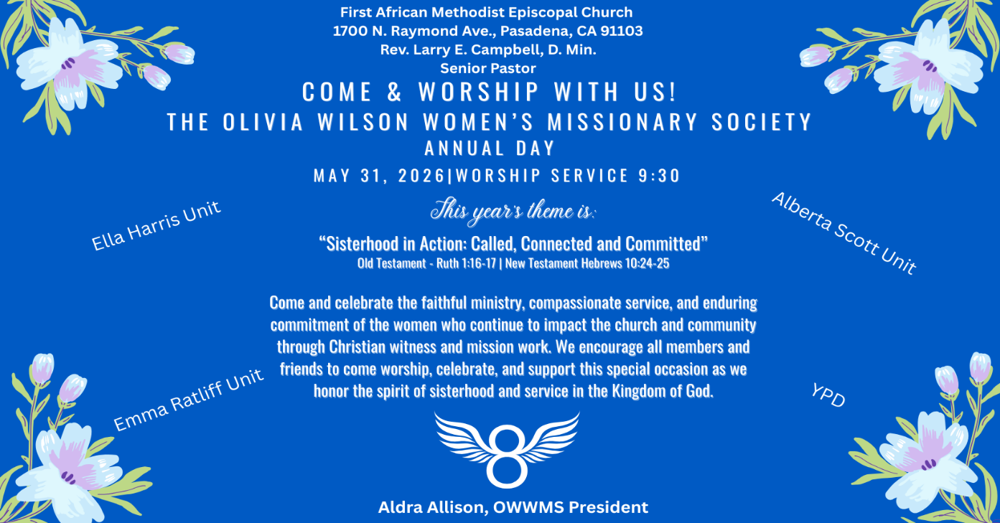 First African Methodist Episcopal Church
1700 N. Raymond Ave., Pasadena, CA 91103
Rev. Larry E. Campbell, D. Min.
Senior Pastor
COME & WORSHIP WITH US!
THE OLIVIA WILSON WOMEN'S MISSIONARY SOCIETY
ANNUAL DAY
MAY 31, 2026|WORSHIP SERVICE 9:30
This year's theme is:
Ella Harris Unit
Alberta Scott Unit
“Sisterhood in Action: Called, Connected and Committed”
Old Testament - Ruth 1:16-17 | New Testament Hebrews 10:24-25
Come and celebrate the faithful ministry, compassionate service, and enduring
commitment of the women who continue to impact the church and community
through Christian witness and mission work. We encourage all members and
friends to come worship, celebrate, and support this special occasion as we
honor the spirit of sisterhood and service in the Kingdom of God.
Emma Ratliff Unit
YPD
8
Aldra Allison, OWWMS President